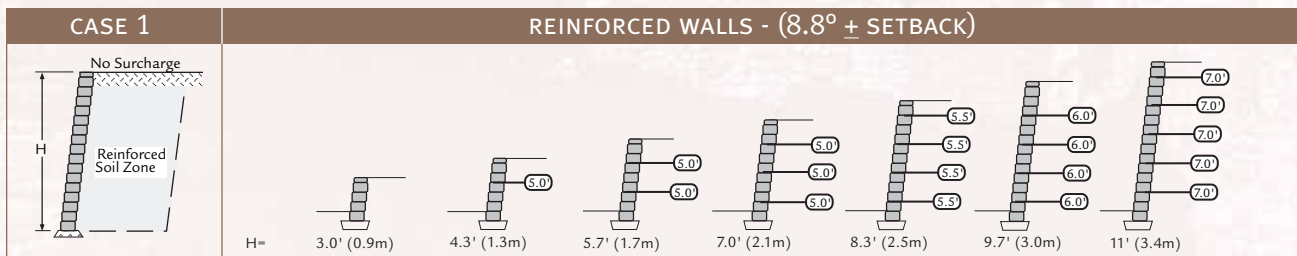 CASE 1
REINFORCED WALLS - (8.8° ± SETBACK)
No Surcharge
H
Reinforced
Soil Zone
5.0'
5.0'
5.0'
5.0'
5.0'
5.0'
5.5'
5.5'
5.5'
5.5'
6.0'
6.0'
6.0'
6.0'
7.0'
7.0'
7.0'
7.0'
7.0'
H= 3.0' (0.9m) 4.3' (1.3m) 5.7' (1.7m) 7.0' (2.1m) 8.3' (2.5m) 9.7' (3.0m) 11' (3.4m)